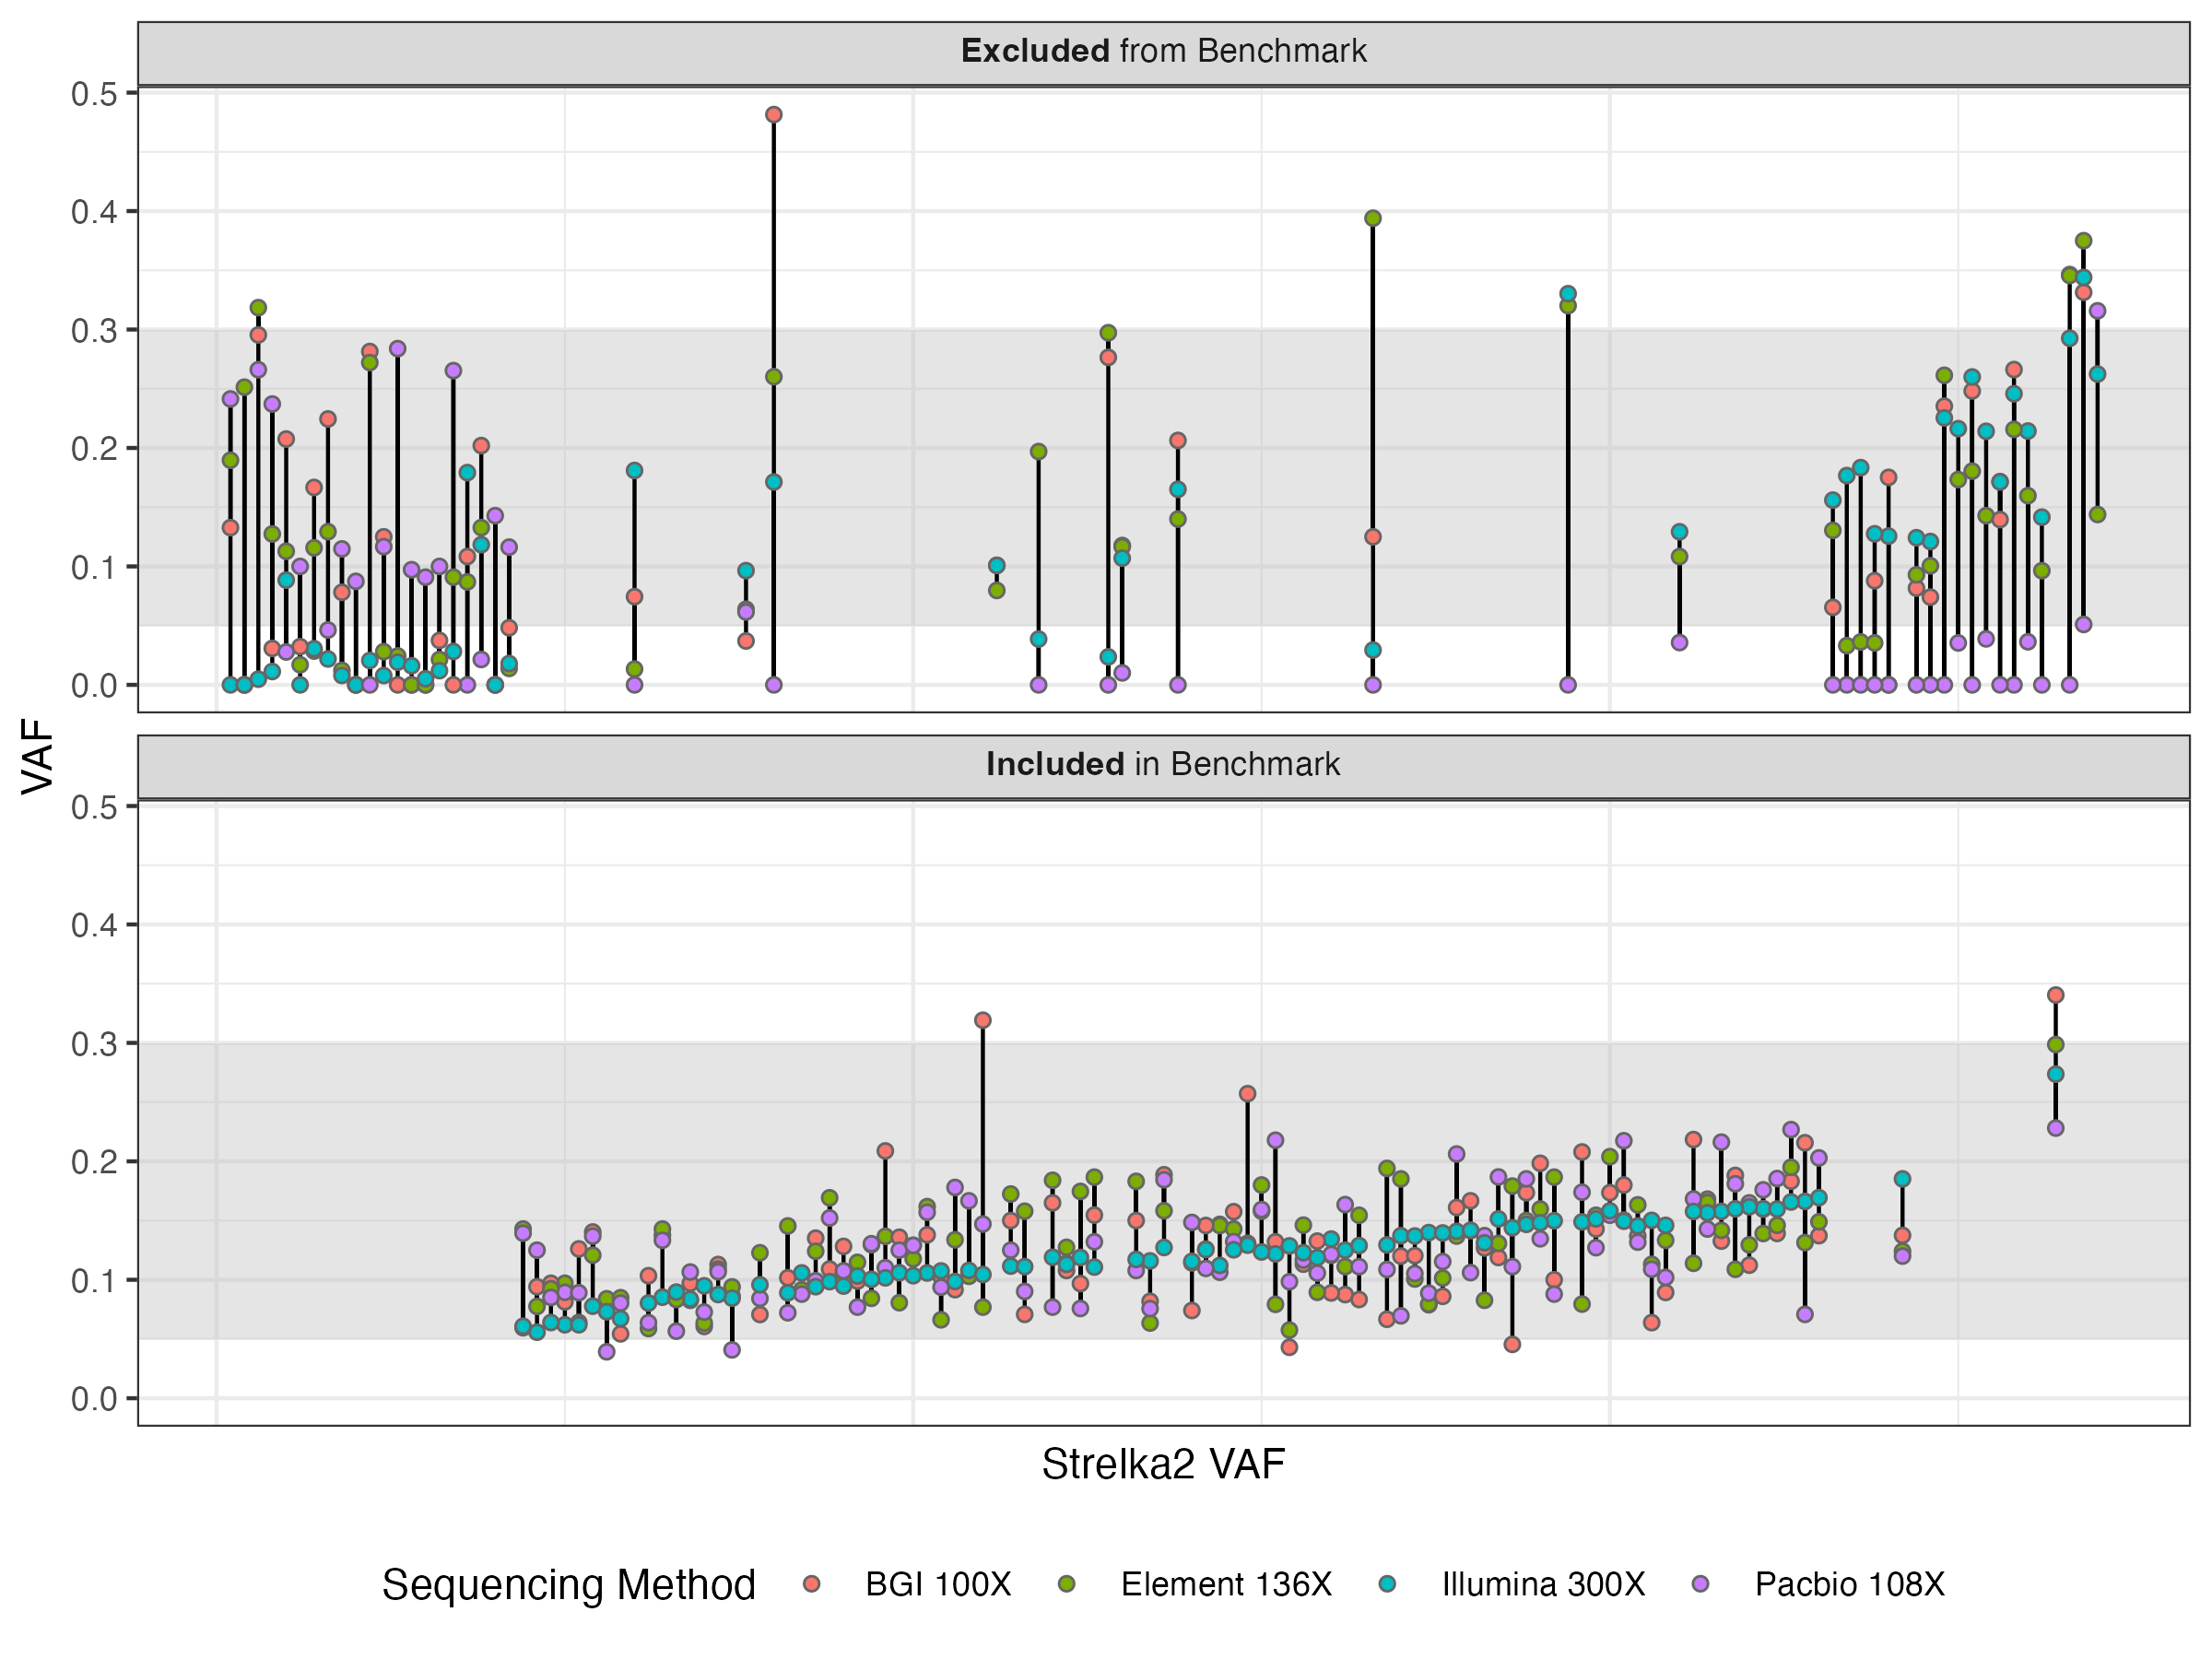 Excluded from Benchmark
0.5
0.4
0.3
0.2
0.1
0.0
VAF
Included in Benchmark
0.5
0.4
0.3
0.2
0.1
0.0
Strelka2 VAF
Sequencing Method BGI 100X Element 136X Illumina 300X Pacbio 108X